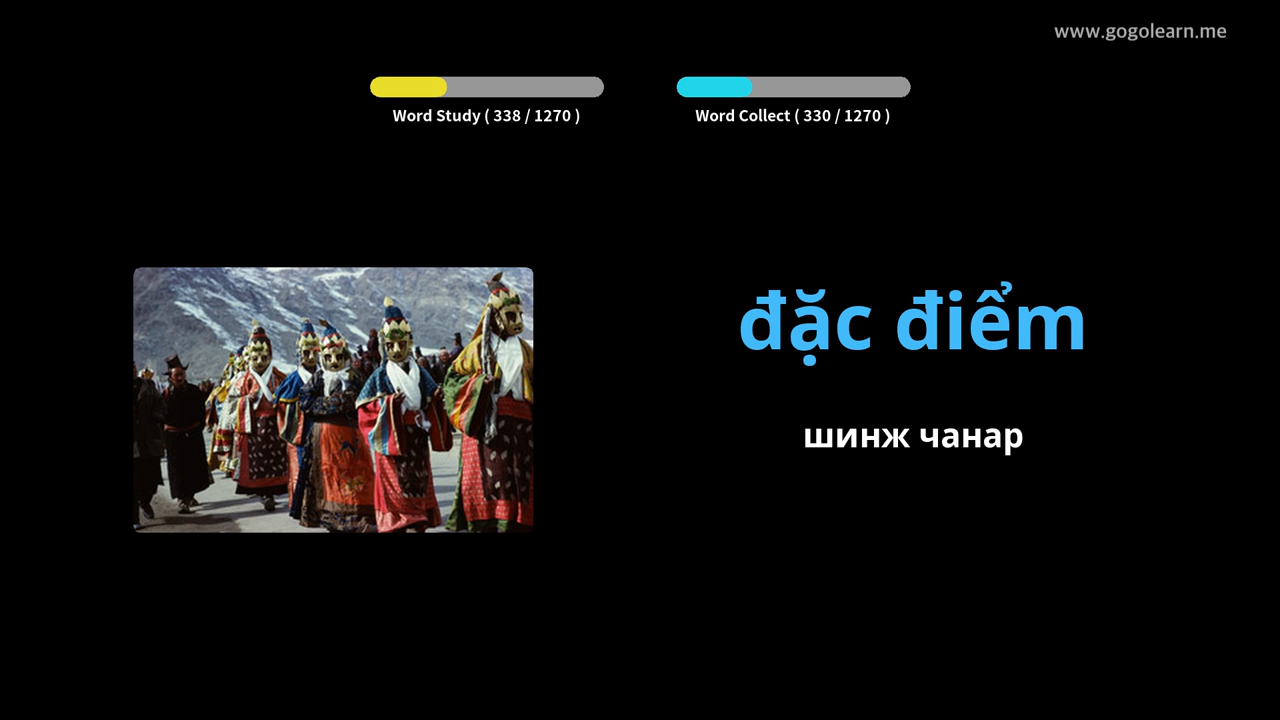 www.gogolearn.me
Word Study ( 338 / 1270 )
Word Collect ( 330 / 1270 )
đặc điểm
шинж чанар